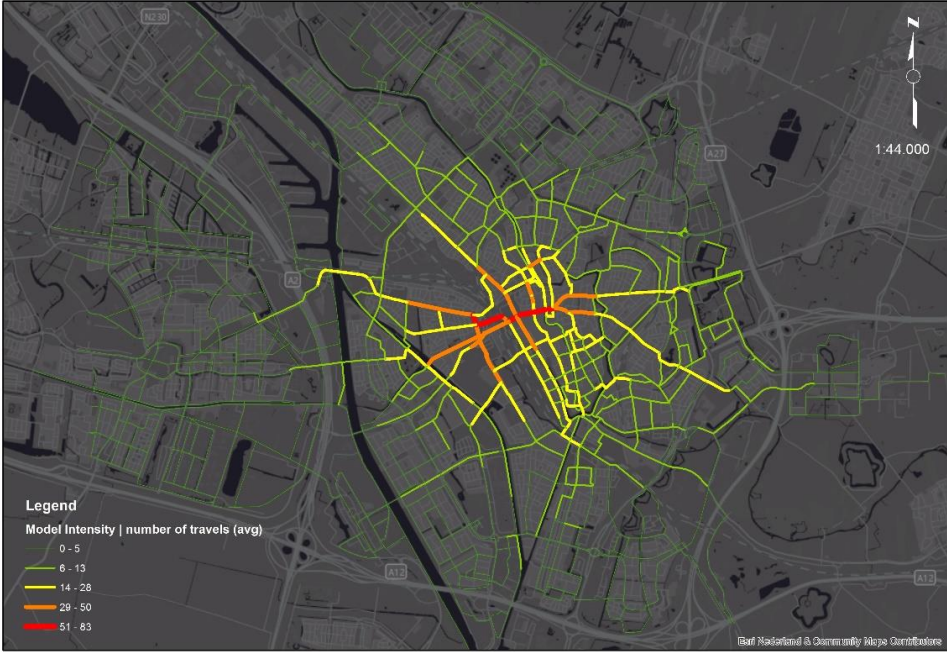 N230
N
A27
1:44.000
A2
Legend
Model Intensity | number of travels (avg)
0 - 5
6 - 13
14 - 28
29 - 50
51 - 83
A12
A12
Esri Nederland & Community Maps Contributors